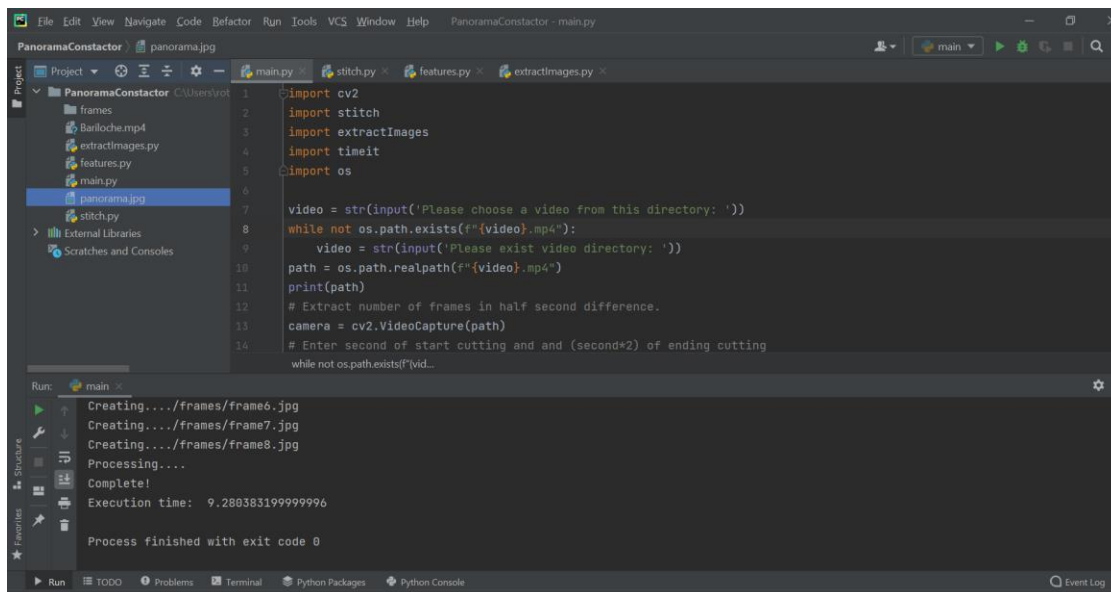 File Edit View Navigate Code Refactor Run Tools VCS Window Help PanoramaConstactor - main.py
PanoramaConstactor panorama.jpg main
Project main.py stitch.py features.py extractImages.py
Project
PanoramaConstactor C:\Users\rot
frames
Bariloche.mp4
extractImages.py
features.py
main.py
panorama.jpg
stitch.py
External Libraries
Scratches and Consoles
1 import cv2
2 import stitch
3 import extractImages
4 import timeit
5 import os
6
7 video = str(input('Please choose a video from this directory: '))
8 while not os.path.exists(f"{video}.mp4"):
9 video = str(input('Please exist video directory: '))
10 path = os.path.realpath(f"{video}.mp4")
11 print(path)
12 # Extract number of frames in half second difference.
13 camera = cv2.VideoCapture(path)
14 # Enter second of start cutting and and (second*2) of ending cutting
while not os.path.exists(f"{vid...
Run: main
Creating..../frames/frame6.jpg
Creating..../frames/frame7.jpg
Creating..../frames/frame8.jpg
Processing....
Complete!
Execution time: 9.280383199999996
Process finished with exit code 0
Structure
Favorites
Run TODO Problems Terminal Python Packages Python Console Event Log